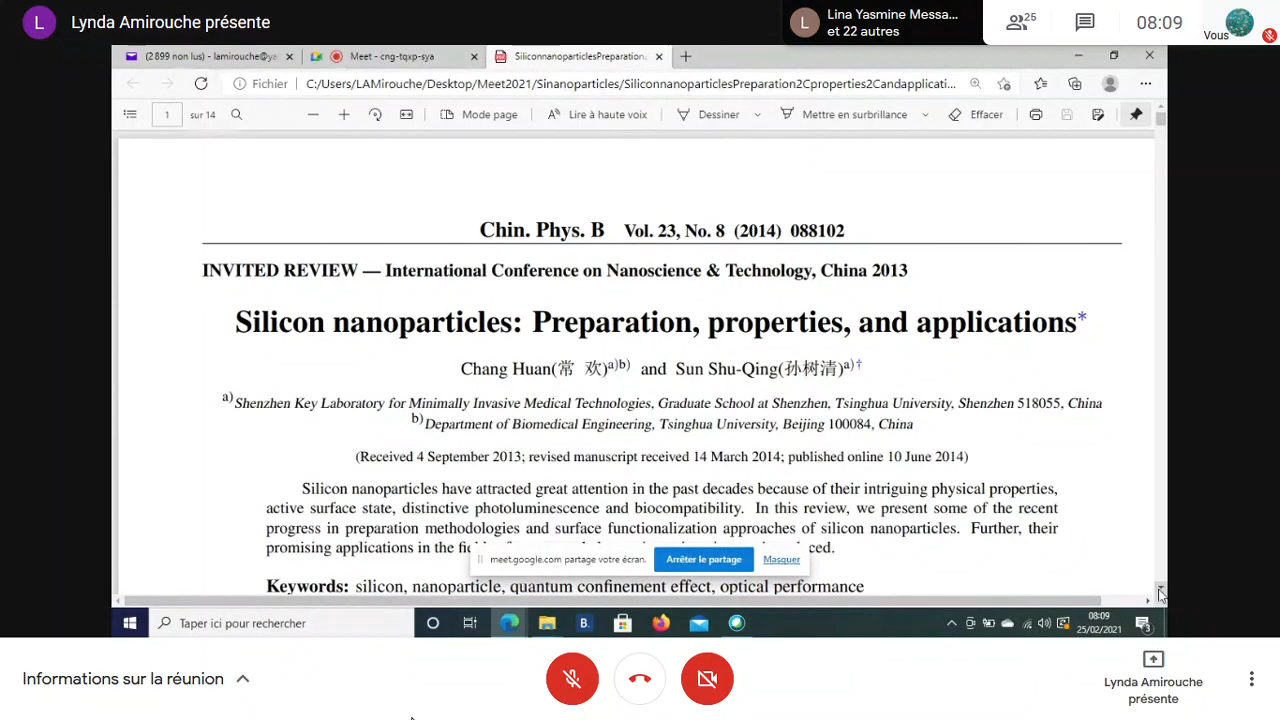 L Lynda Amirouche présente
L Lina Yasmine Messa...
et 22 autres
25
08:09
Vous
(2 899 non lus) - lamirouche@ya
Meet - cng-tqxp-sya
SiliconnanoparticlesPreparation
Fichier C:/Users/LAMirouche/Desktop/Meet2021/Sinanoparticles/SiliconnanoparticlesPreparation2Cproperties2Candapplicati...
1 sur 14
Mode page
Lire à haute voix
Dessiner
Mettre en surbrillance
Effacer
Chin. Phys. B Vol. 23, No. 8 (2014) 088102
INVITED REVIEW — International Conference on Nanoscience & Technology, China 2013
Silicon nanoparticles: Preparation, properties, and applications*
Chang Huan(常 欢)a)b) and Sun Shu-Qing(孙树清)a)†
a)Shenzhen Key Laboratory for Minimally Invasive Medical Technologies, Graduate School at Shenzhen, Tsinghua University, Shenzhen 518055, China
b)Department of Biomedical Engineering, Tsinghua University, Beijing 100084, China
(Received 4 September 2013; revised manuscript received 14 March 2014; published online 10 June 2014)
Silicon nanoparticles have attracted great attention in the past decades because of their intriguing physical properties,
active surface state, distinctive photoluminescence and biocompatibility. In this review, we present some of the recent
progress in preparation methodologies and surface functionalization approaches of silicon nanoparticles. Further, their
promising applications in the
meet.google.com partage votre écran.
Arrêter le partage
Masquer
Keywords: silicon, nanoparticle, quantum confinement effect, optical performance
Taper ici pour rechercher
B.
08:09
25/02/2021
3
Informations sur la réunion
Lynda Amirouche
présente